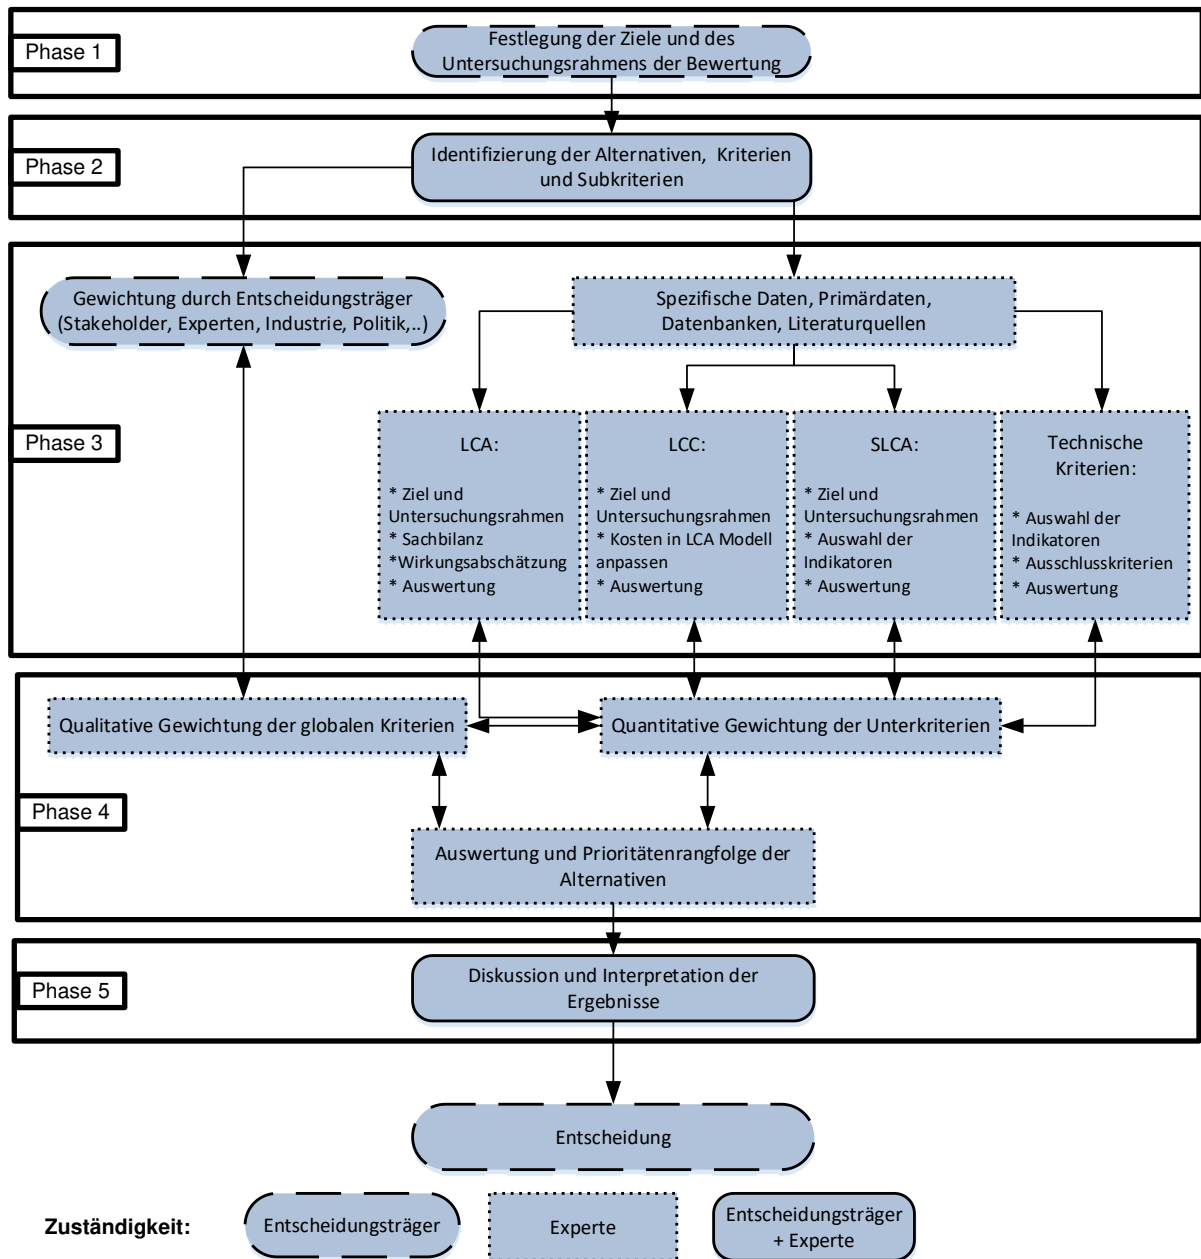 Phase 1
Festlegung der Ziele und des
Untersuchungsrahmens der Bewertung
Phase 2
Identifizierung der Alternativen, Kriterien
und Subkriterien
Phase 3
Gewichtung durch Entscheidungsträger
(Stakeholder, Experten, Industrie, Politik,..)
Spezifische Daten, Primärdaten,
Datenbanken, Literaturquellen
LCA:
* Ziel und
Untersuchungsrahmen
* Sachbilanz
*Wirkungsabschätzung
* Auswertung
LCC:
* Ziel und
Untersuchungsrahmen
* Kosten in LCA Modell
anpassen
* Auswertung
SLCA:
* Ziel und
Untersuchungsrahmen
* Auswahl der
Indikatoren
* Auswertung
Technische
Kriterien:
* Auswahl der
Indikatoren
* Ausschlusskriterien
* Auswertung
Phase 4
Qualitative Gewichtung der globalen Kriterien
Quantitative Gewichtung der Unterkriterien
Auswertung und Prioritätenrangfolge der
Alternativen
Phase 5
Diskussion und Interpretation der
Ergebnisse
Entscheidung
Zuständigkeit:
Entscheidungsträger
Experte
Entscheidungsträger
+ Experte